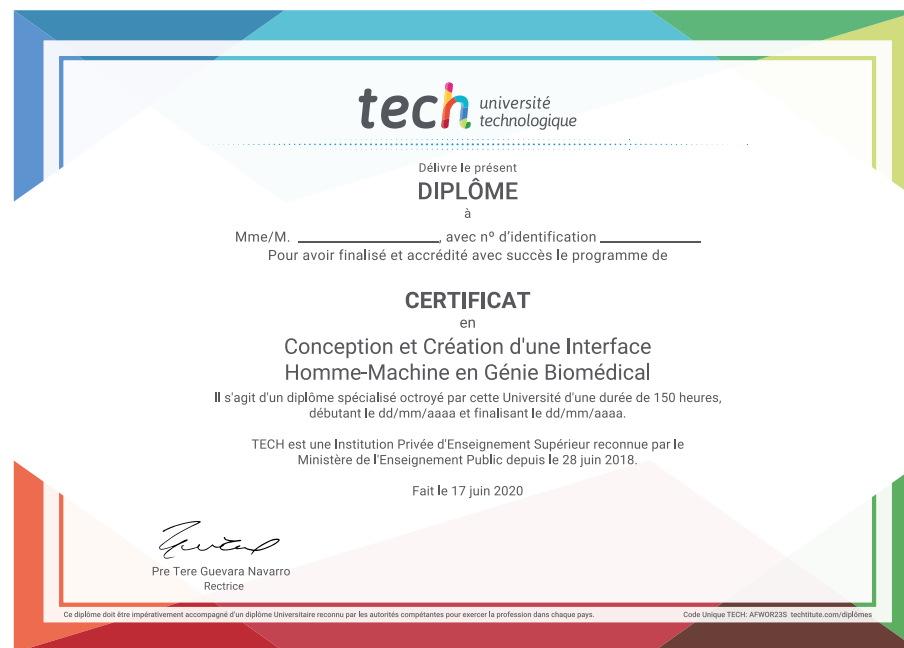 tech université
technologique
Délivre le présent
DIPLÔME
à
Mme/M. ____________, avec nº d'identification ____________
Pour avoir finalisé et accrédité avec succès le programme de
CERTIFICAT
en
Conception et Création d'une Interface
Homme-Machine en Génie Biomédical
Il s'agit d'un diplôme spécialisé octroyé par cette Université d'une durée de 150 heures,
débutant le dd/mm/aaaa et finalisant le dd/mm/aaaa.
TECH est une Institution Privée d'Enseignement Supérieur reconnue par le
Ministère de l'Enseignement Public depuis le 28 juin 2018.
Fait le 17 juin 2020
Pre Tere Guevara Navarro
Rectrice
Ce diplôme doit être impérativement accompagné d'un diplôme Universitaire reconnu par les autorités compétentes pour exercer la profession dans chaque pays.
Code Unique TECH: AFWOR23S techtitute.com/diplômes